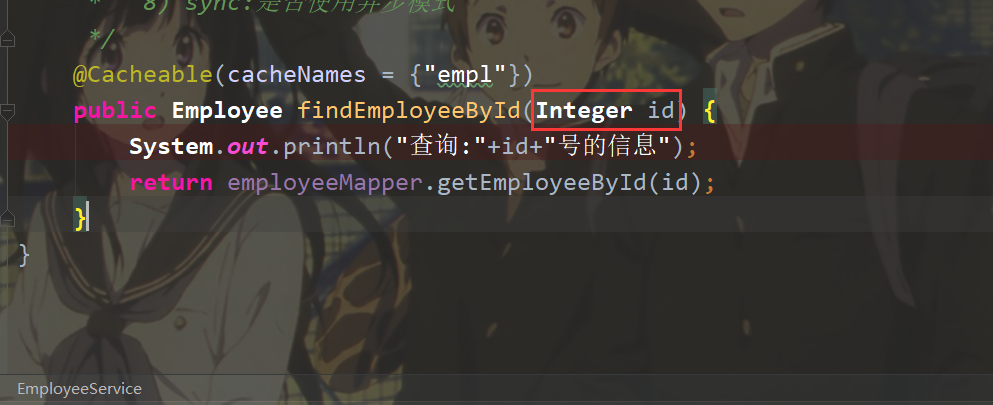 *   8) sync:是否使用异步模式
*/
@Cacheable(cacheNames = {"empl"})
public Employee findEmployeeById(Integer id) {
System.out.println("查询:"+id+"号的信息");
return employeeMapper.getEmployeeById(id);
}
}
EmployeeService